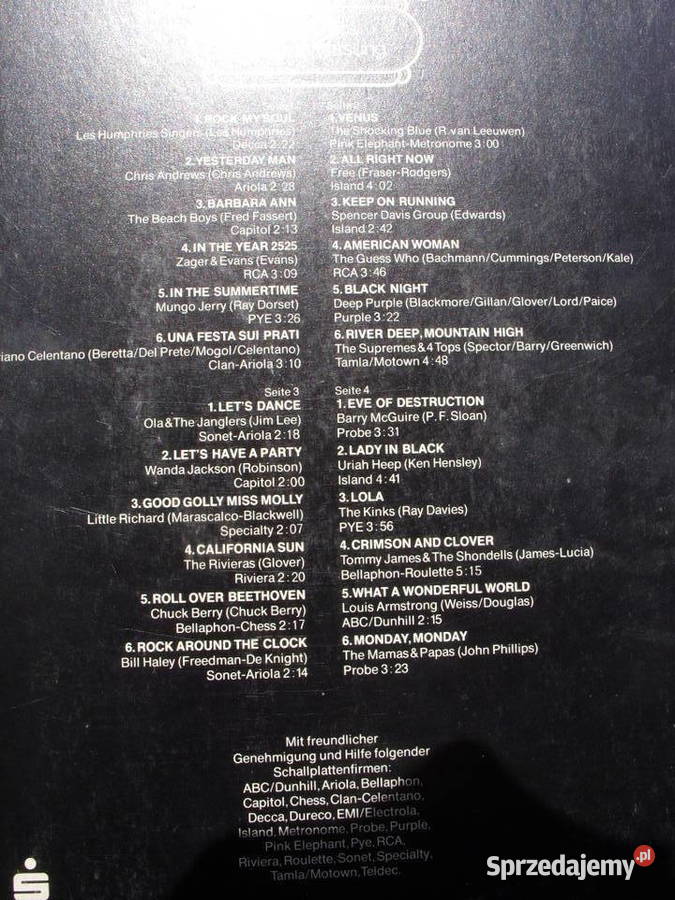 Seite
1.ROCK MY SOUL
Les Humphries Singers (Les Humphries)
Decca 2:22
2.YESTERDAY MAN
Chris Andrews (Chris Andrews)
Ariola 2:28
3.BARBARA ANN
The Beach Boys (Fred Fassert)
Capitol 2:13
4.IN THE YEAR 2525
Zager & Evans (Evans)
RCA 3:09
5.IN THE SUMMERTIME
Mungo Jerry (Ray Dorset)
PYE 3:26
6.UNA FESTA SUI PRATI
riano Celentano (Beretta/Del Prete/Mogol/Celentano)
Clan-Ariola 3:10
Seite 2
1.VENUS
The Shocking Blue (R.van Leeuwen)
Pink Elephant-Metronome 3:00
2.ALL RIGHT NOW
Free (Fraser-Rodgers)
Island 4:02
3.KEEP ON RUNNING
Spencer Davis Group (Edwards)
Island 2:42
4.AMERICAN WOMAN
The Guess Who (Bachmann/Cummings/Peterson/Kale)
RCA 3:46
5.BLACK NIGHT
Deep Purple (Blackmore/Gillan/Glover/Lord/Paice)
Purple 3:22
6.RIVER DEEP, MOUNTAIN HIGH
The Supremes & 4 Tops (Spector/Barry/Greenwich)
Tamla/Motown 4:48
Seite 3
1.LET'S DANCE
Ola & The Janglers (Jim Lee)
Sonet-Ariola 2:18
2.LET'S HAVE A PARTY
Wanda Jackson (Robinson)
Capitol 2:00
3.GOOD GOLLY MISS MOLLY
Little Richard (Marascalco-Blackwell)
Specialty 2:07
4.CALIFORNIA SUN
The Rivieras (Glover)
Riviera 2:20
5.ROLL OVER BEETHOVEN
Chuck Berry (Chuck Berry)
Bellaphon-Chess 2:17
6.ROCK AROUND THE CLOCK
Bill Haley (Freedman-De Knight)
Sonet-Ariola 2:14
Seite 4
1.EVE OF DESTRUCTION
Barry McGuire (P.F. Sloan)
Probe 3:31
2.LADY IN BLACK
Uriah Heep (Ken Hensley)
Island 4:41
3.LOLA
The Kinks (Ray Davies)
PYE 3:56
4.CRIMSON AND CLOVER
Tommy James & The Shondells (James-Lucia)
Bellaphon-Roulette 5:15
5.WHAT A WONDERFUL WORLD
Louis Armstrong (Weiss/Douglas)
ABC/Dunhill 2:15
6.MONDAY, MONDAY
The Mamas & Papas (John Phillips)
Probe 3:23
Mit freundlicher
Genehmigung und Hilfe folgender
Schallplattenfirmen:
ABC/Dunhill, Ariola, Bellaphon,
Capitol, Chess, Clan-Celentano,
Decca, Dureco, EMI/Electrola,
Island, Metronome, Probe, Purple,
Pink Elephant, Pye, RCA,
Riviera, Roulette, Sonet, Specialty,
Tamla/Motown, Teldec.
Sprzedajemy.pl